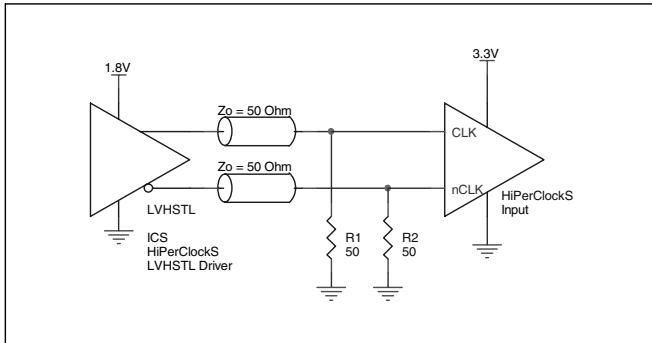 1.8V
3.3V
Zo = 50 Ohm
CLK
Zo = 50 Ohm
nCLK
LVHSTL
HiPerClockS
Input
ICS
HiPerClockS
LVHSTL Driver
R1
50
R2
50